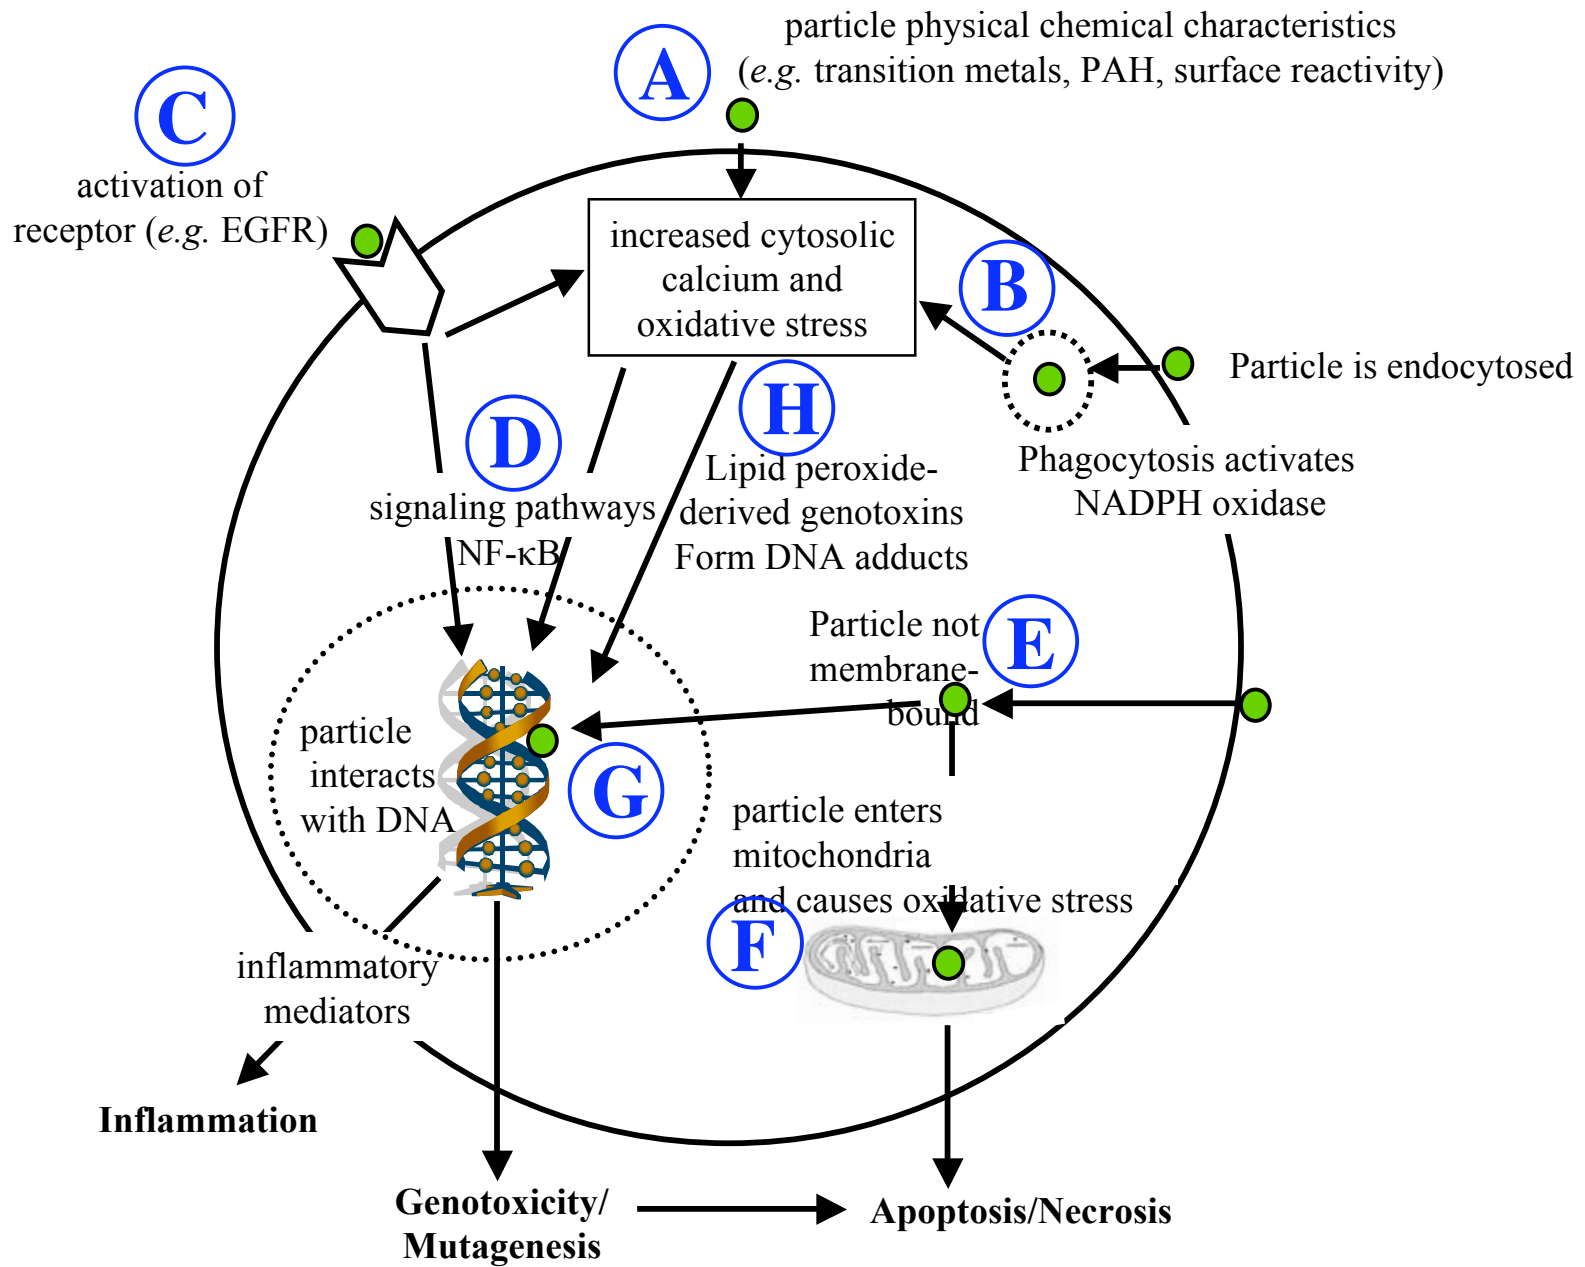 particle physical chemical characteristics
(e.g. transition metals, PAH, surface reactivity)
A
C
activation of
receptor (e.g. EGFR)
increased cytosolic
calcium and
oxidative stress
B
Particle is endocytosed
Phagocytosis activates
NADPH oxidase
D
signaling pathways
NF-κB
H
Lipid peroxide-
derived genotoxins
Form DNA adducts
Particle not
membrane-
bound
E
particle
interacts
with DNA
G
particle enters
mitochondria
and causes oxidative stress
F
inflammatory
mediators
Inflammation
Genotoxicity/
Mutagenesis
Apoptosis/Necrosis